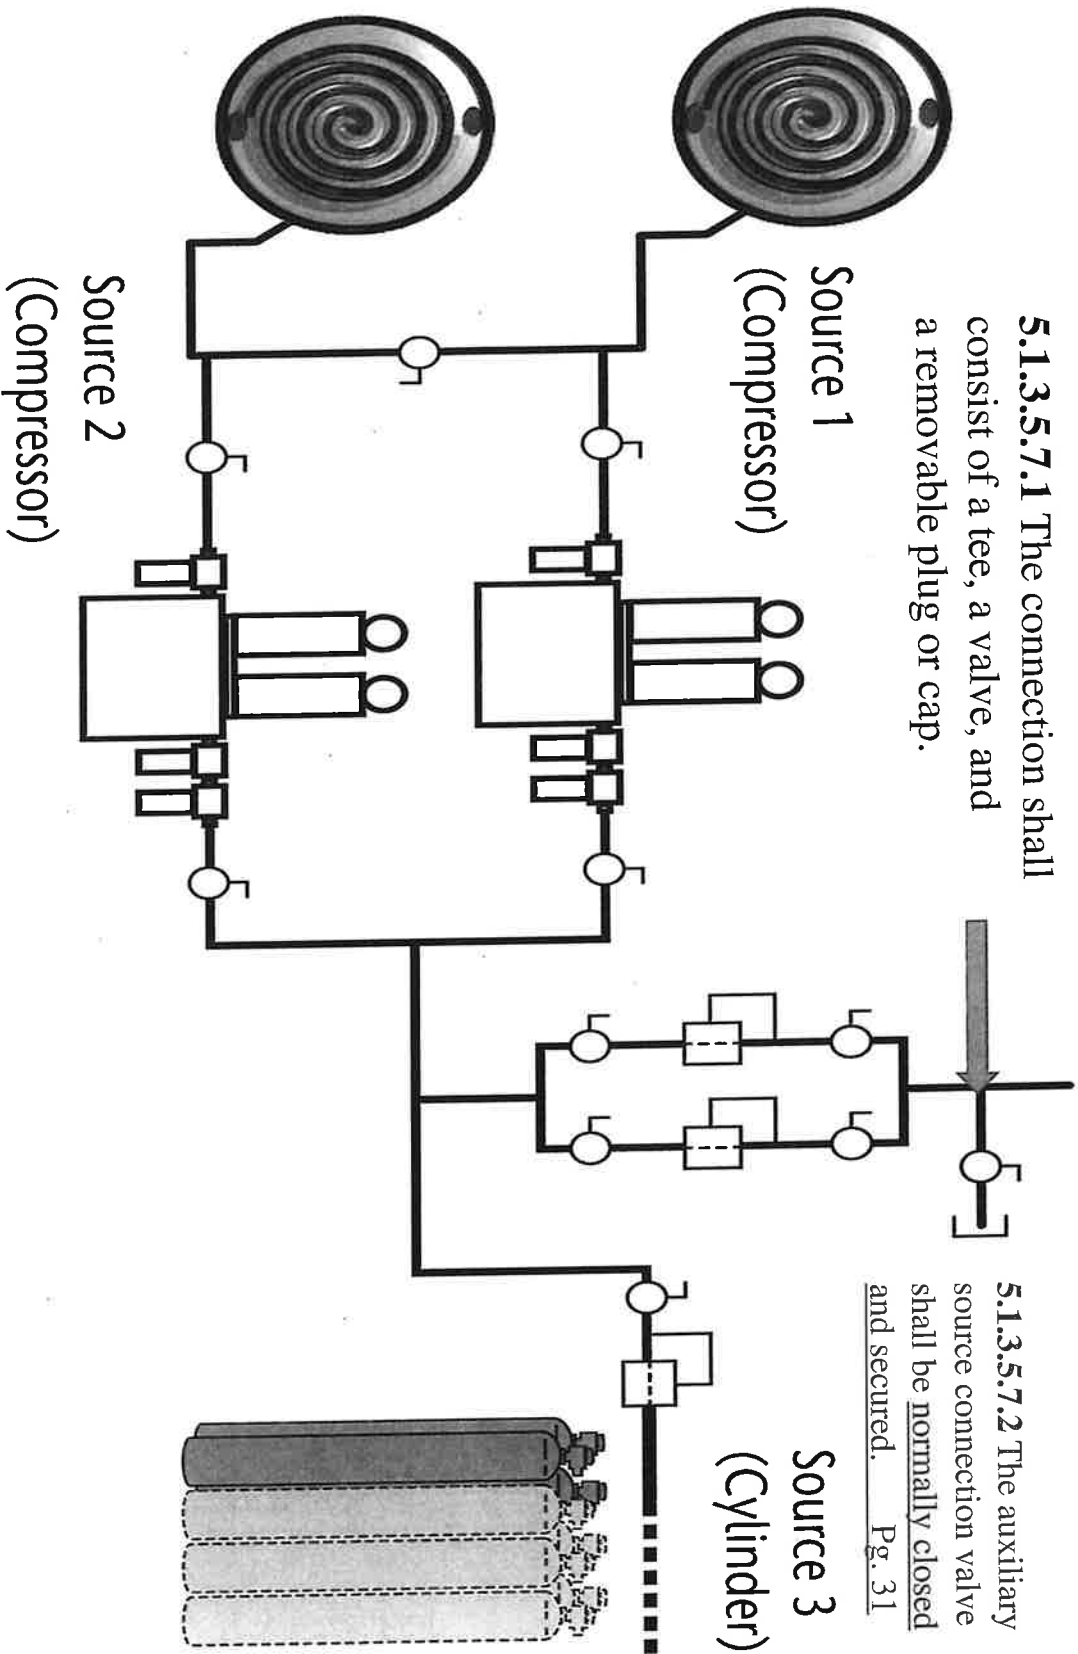 5.1.3.5.7.1 The connection shall
consist of a tee, a valve, and
a removable plug or cap.
5.1.3.5.7.2 The auxiliary
source connection valve
shall be normally closed
and secured. Pg. 31
Source 1
(Compressor)
Source 2
(Compressor)
Source 3
(Cylinder)